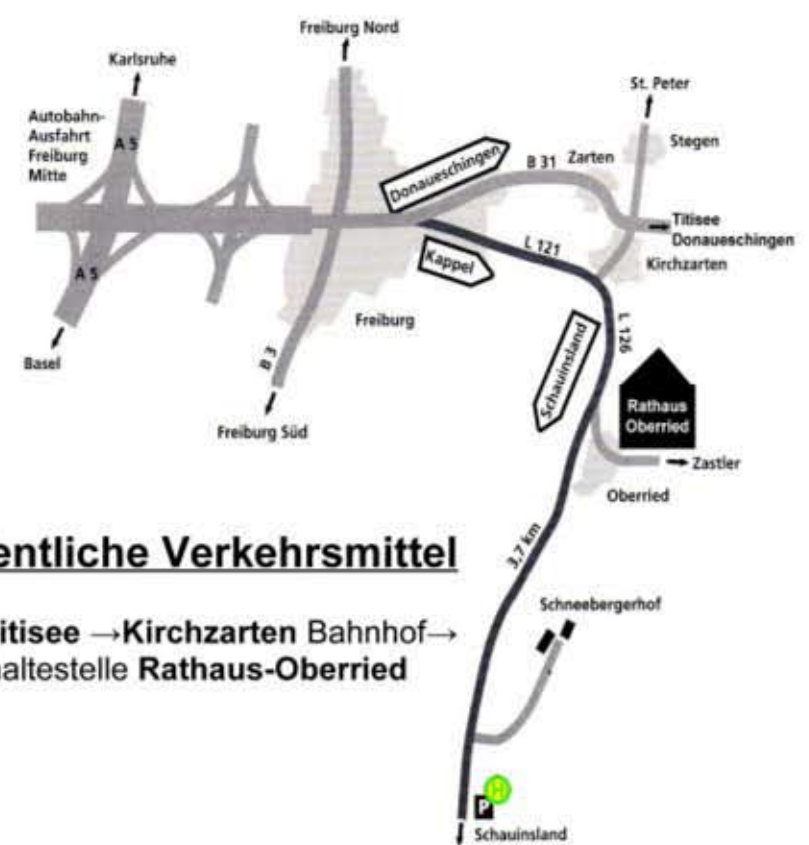 Freiburg Nord
Karlsruhe
St. Peter
Autobahn-
Ausfahrt
Freiburg
Mitte
A 5
Stegen
Donaueschingen
B 31
Zarten
Titisee
Donaueschingen
Kappel
L 121
Kirchzarten
A 5
Freiburg
L 126
Schauinsland
Basel
B 3
Rathaus
Oberried
Freiburg Süd
Zastler
Oberried
3,7 km
entliche Verkehrsmittel
Schneebergerhof
itisee →Kirchzarten Bahnhof→
haltestelle Rathaus-Oberried
H
P
Schauinsland